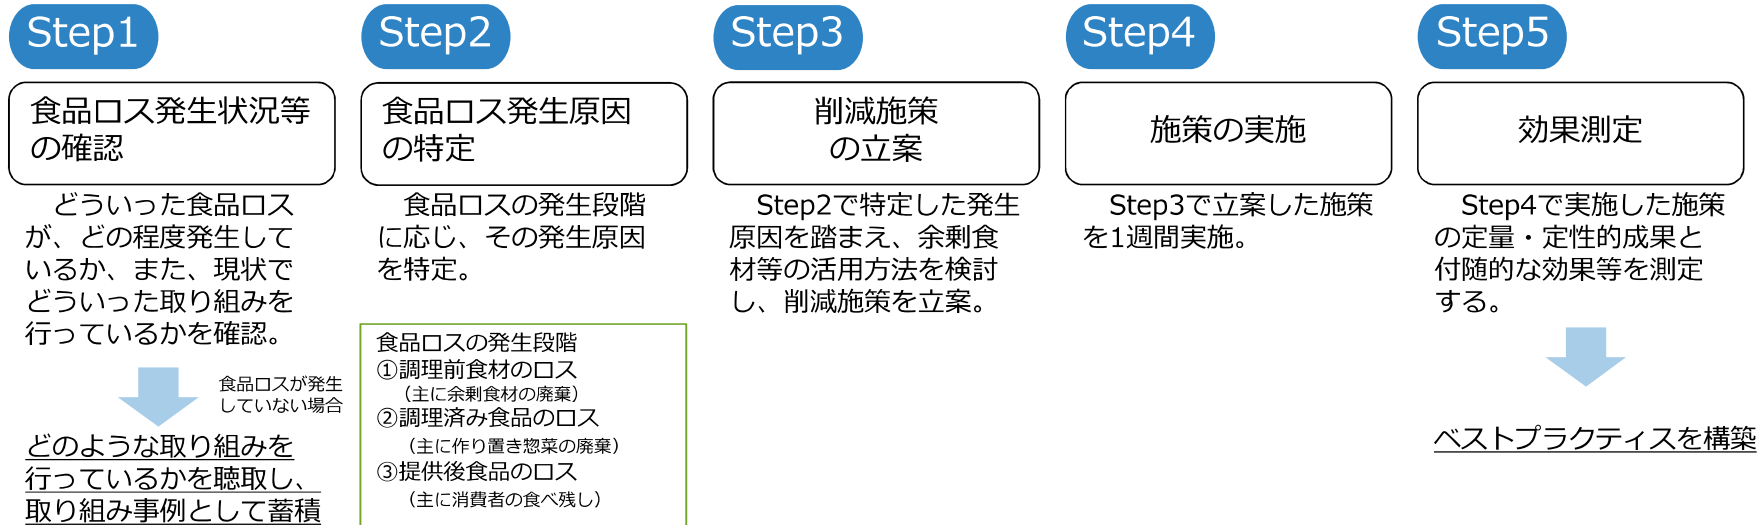 Step1
食品ロス発生状況等
の確認
　どういった食品ロス
が、どの程度発生して
いるか、また、現状で
どういった取り組みを
行っているかを確認。
食品ロスが発生
していない場合
どのような取り組みを
行っているかを聴取し、
取り組み事例として蓄積
Step2
食品ロス発生原因
の特定
　食品ロスの発生段階
に応じ、その発生原因
を特定。
食品ロスの発生段階
①調理前食材のロス
（主に余剰食材の廃棄）
②調理済み食品のロス
（主に作り置き惣菜の廃棄）
③提供後食品のロス
（主に消費者の食べ残し）
Step3
削減施策
の立案
　Step2で特定した発生
原因を踏まえ、余剰食
材等の活用方法を検討
し、削減施策を立案。
Step4
施策の実施
　Step3で立案した施策
を1週間実施。
Step5
効果測定
　Step4で実施した施策
の定量・定性的成果と
付随的な効果等を測定
する。
ベストプラクティスを構築